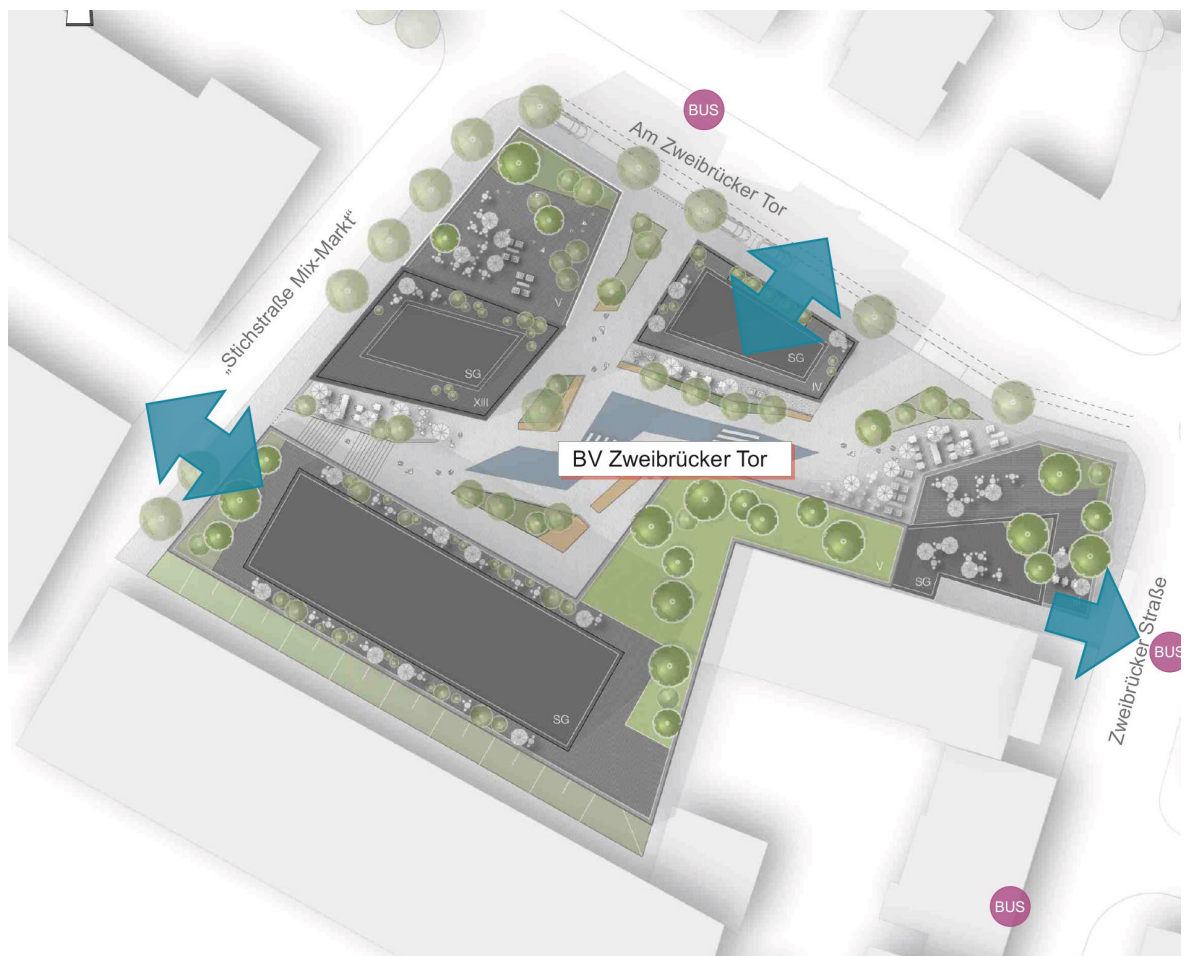 BUS
Am Zweibrücker Tor
„Stichstraße Mix-Markt“
V
SG
XIII
SG
IV
BV Zweibrücker Tor
V
SG
SG
Zweibrücker Straße
BUS
BUS